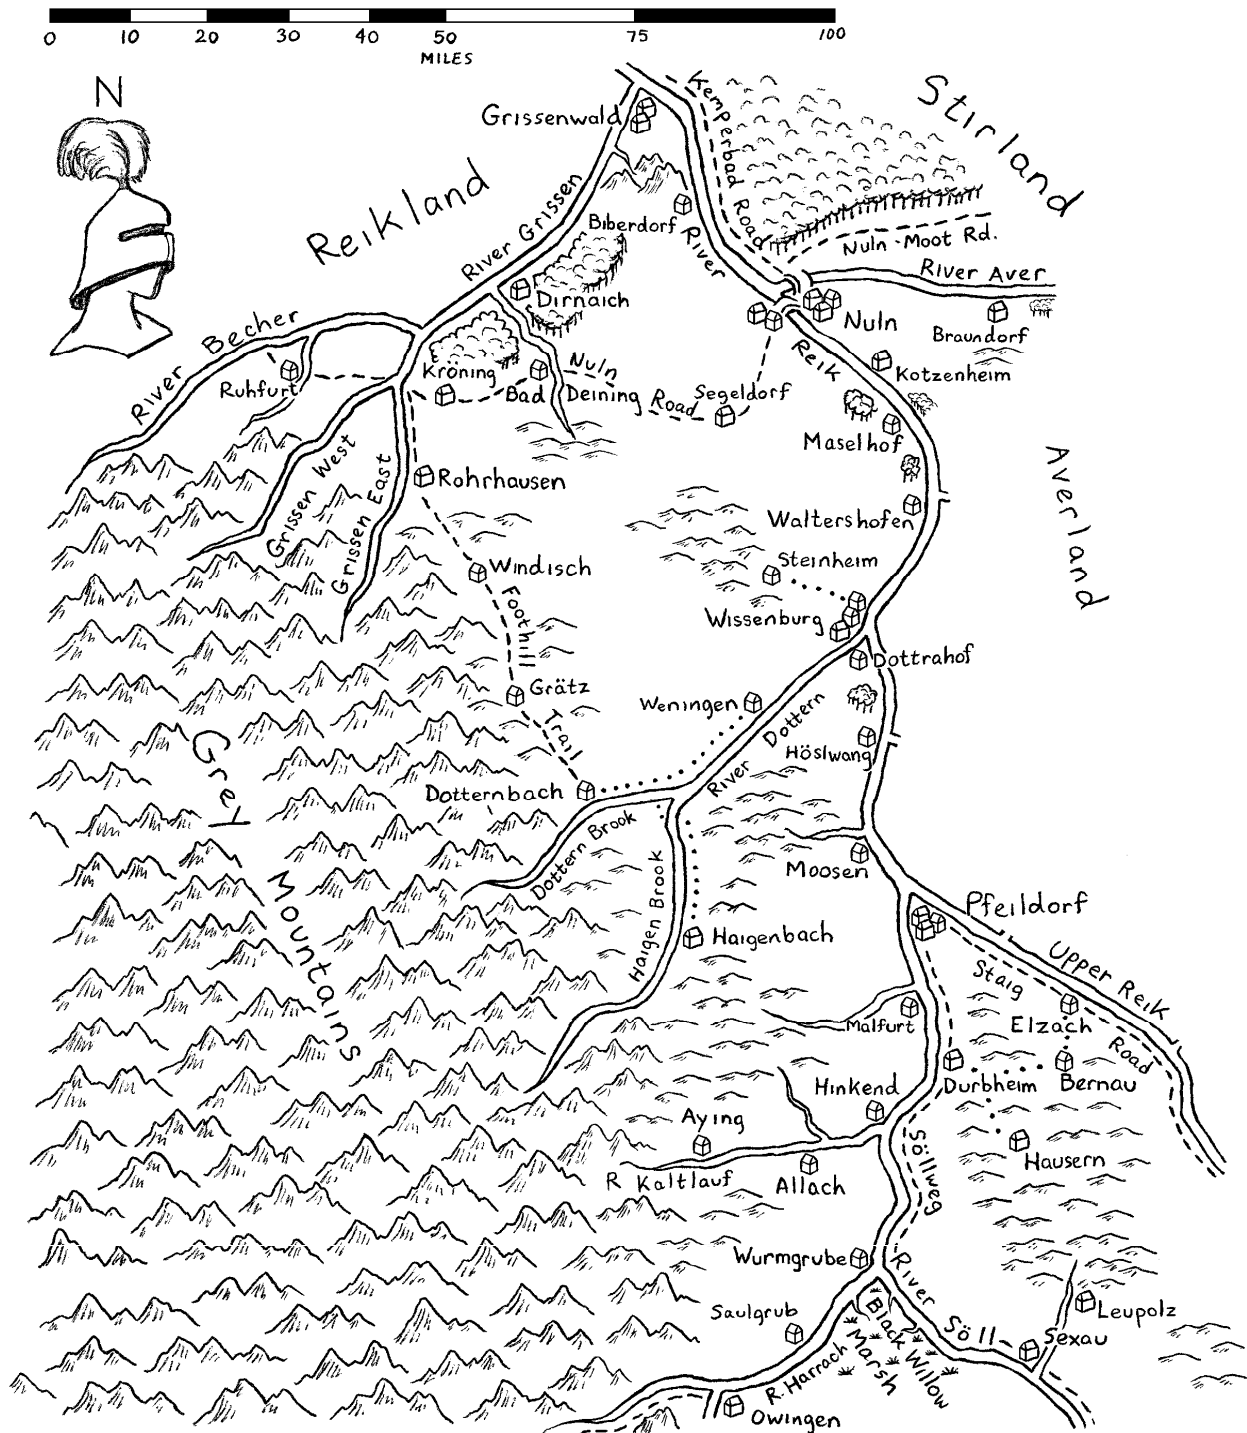 0 10 20 30 40 50 75 100
MILES
N
Stirland
Kemperbad Road
Grissenwald
Reikland
River Grissen
Biberdorf
River
Nuln-Moot Rd.
River Aver
Dirnaich
Nuln
Braundorf
River Becher
Reik
Kotzenheim
Kröning
Nuln
Ruhfurt
Bad Deining
Road
Segeldorf
Maselhof
Averland
Grissen West
Grissen East
Rohrhausen
Waltershofen
Steinheim
Windisch
Foothill
Wissenburg
Dottrahof
Grätz
Weningen
Trail
River Dottern
Höslwang
Grey
Mountains
Dotternbach
Dottern Brook
Haigen Brook
Moosen
Pfeildorf
Haigenbach
Upper Reik
Staig
Road
Malfurt
Elzach
Hinkend
Durbheim
Bernau
Aying
Söllweg
Hausern
R Kaltlauf
Allach
Wurmgrube
River Söll
Saulgrub
Black Willow
Marsh
Leupolz
Sexau
R. Harrach
Owingen